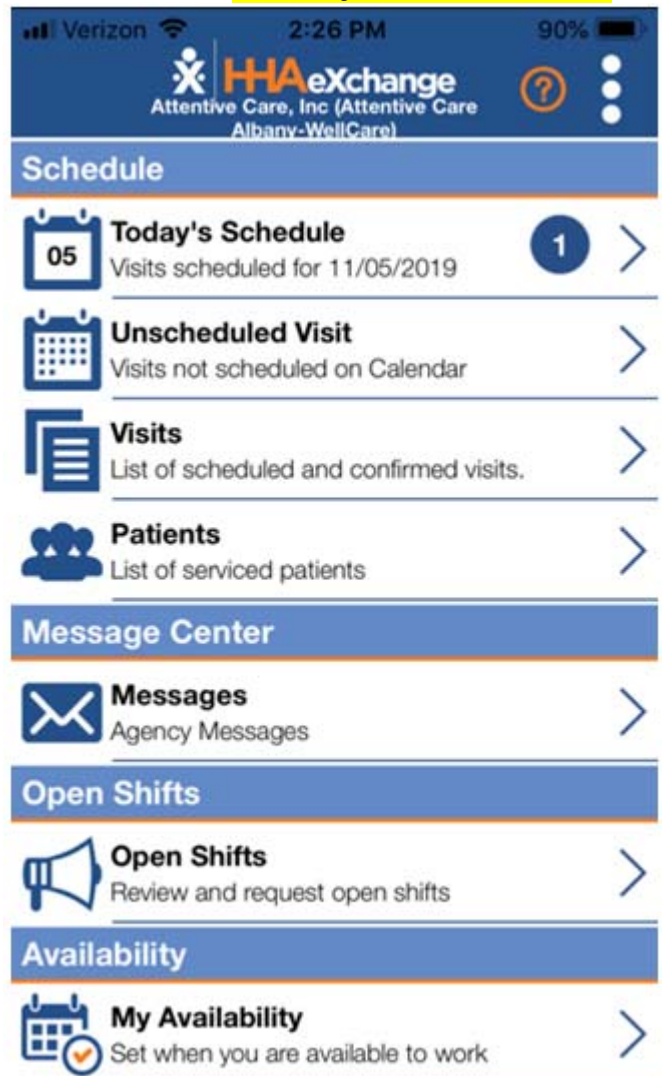 Verizon 2:26 PM 90%
HHAeXchange
Attentive Care, Inc (Attentive Care
Albany-WellCare)
?
Schedule
05
Today's Schedule
Visits scheduled for 11/05/2019
1
Unscheduled Visit
Visits not scheduled on Calendar
Visits
List of scheduled and confirmed visits.
Patients
List of serviced patients
Message Center
Messages
Agency Messages
Open Shifts
Open Shifts
Review and request open shifts
Availability
My Availability
Set when you are available to work